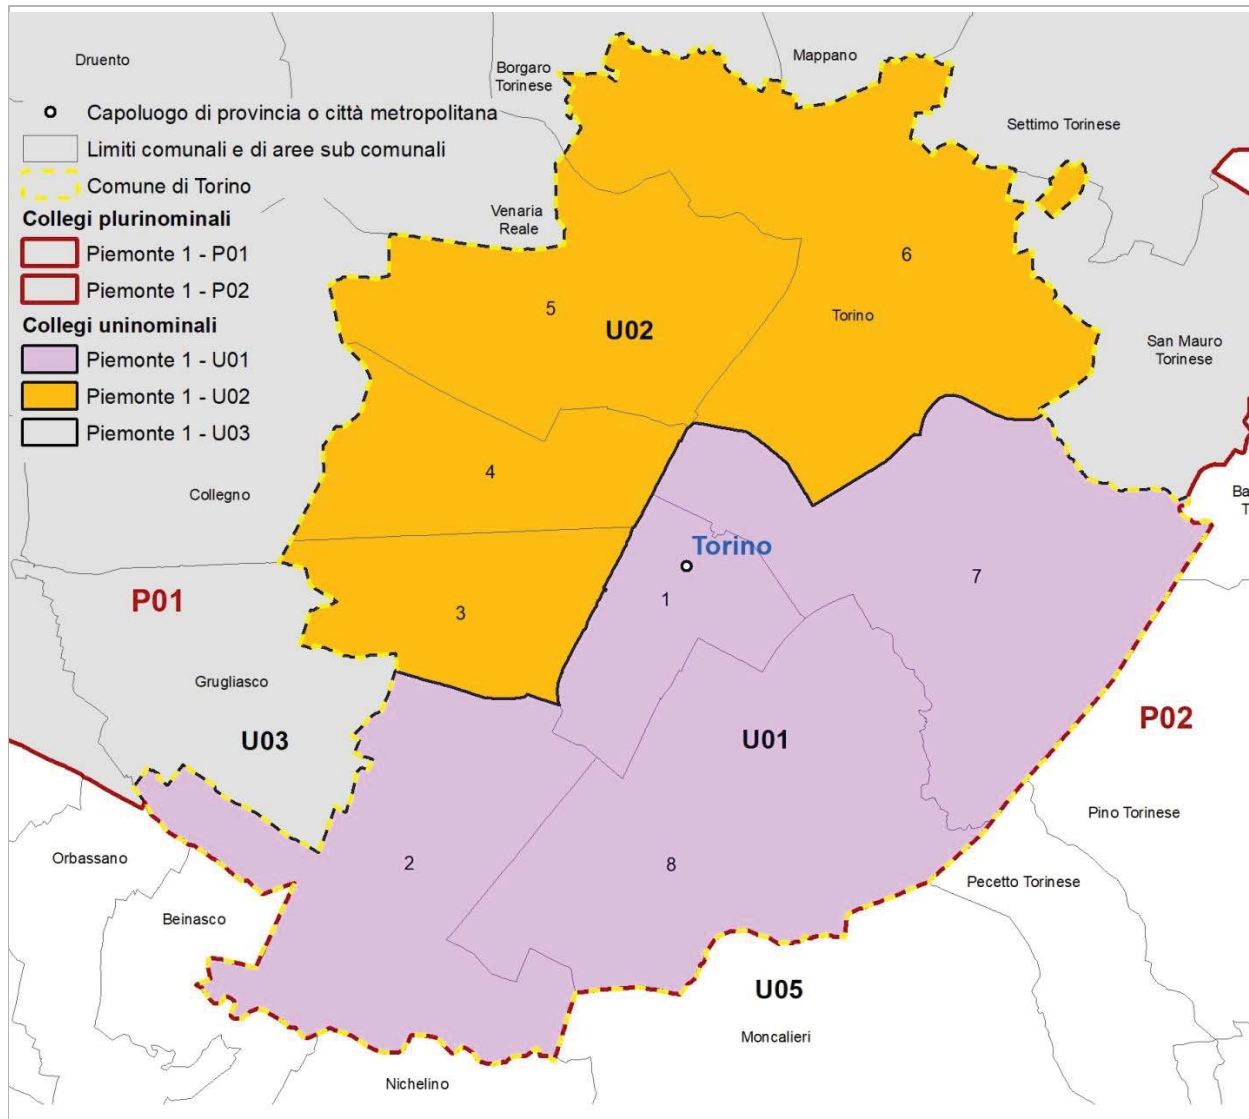 Druento
Borgaro
Torinese
Mappano
Settimo Torinese
Capoluogo di provincia o città metropolitana
Limiti comunali e di aree sub comunali
Comune di Torino
Collegi plurinominali
Piemonte 1 - P01
Piemonte 1 - P02
Collegi uninominali
Piemonte 1 - U01
Piemonte 1 - U02
Piemonte 1 - U03
Venaria
Reale
6
5
U02
Torino
San Mauro
Torinese
4
Collegno
Ba
T
Torino
7
P01
1
3
Grugliasco
U03
U01
P02
Pino Torinese
Orbassano
2
8
Pecetto Torinese
Beinasco
U05
Moncalieri
Nichelino